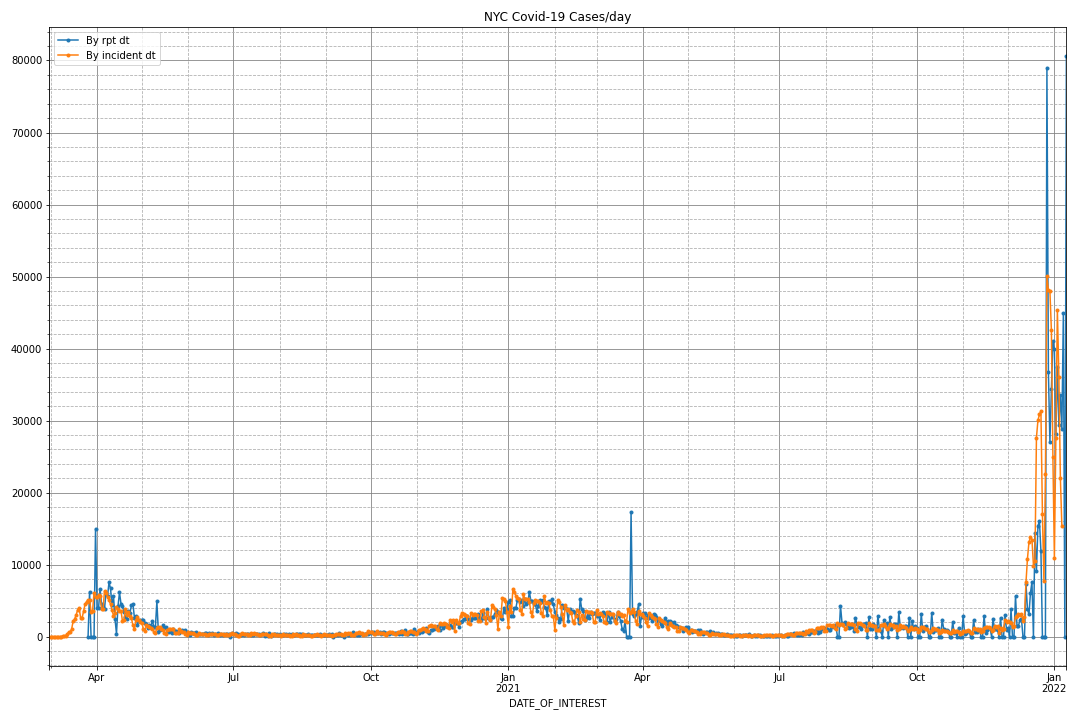 NYC Covid-19 Cases/day
By rpt dt
By incident dt
80000
70000
60000
50000
40000
30000
20000
10000
0
Apr Jul Oct Jan Apr Jul Oct Jan
2021 2022
DATE_OF_INTEREST